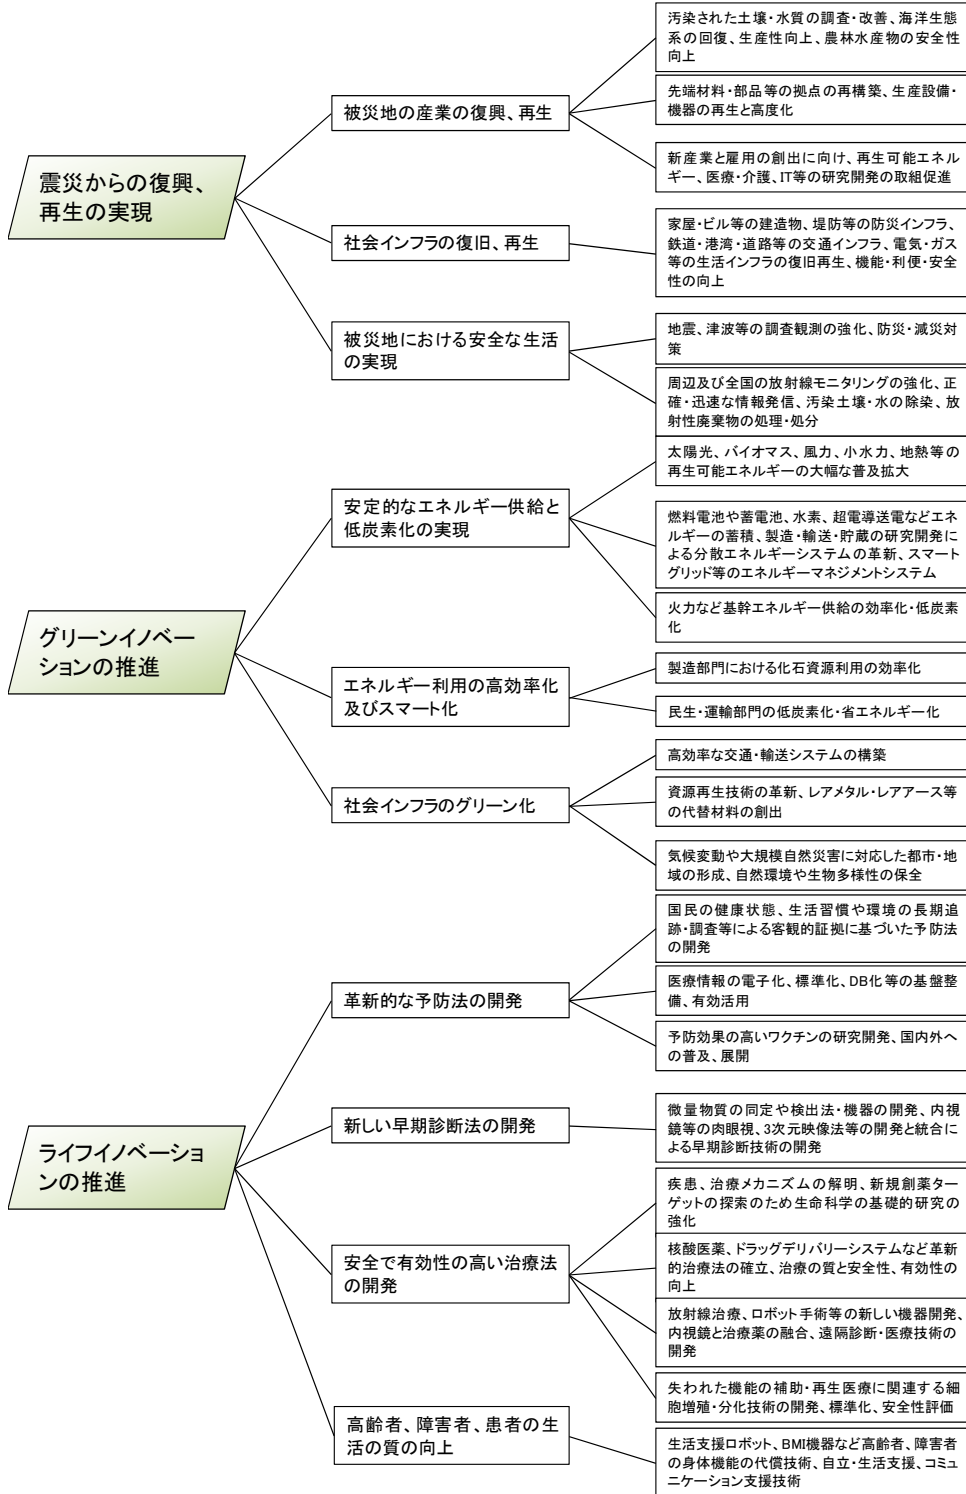 震災からの復興、
再生の実現
被災地の産業の復興、再生
汚染された土壌・水質の調査・改善、海洋生態
系の回復、生産性向上、農林水産物の安全性
向上
先端材料・部品等の拠点の再構築、生産設備・
機器の再生と高度化
新産業と雇用の創出に向け、再生可能エネル
ギー、医療・介護、IT等の研究開発の取組促進
社会インフラの復旧、再生
家屋・ビル等の建造物、堤防等の防災インフラ、
鉄道・港湾・道路等の交通インフラ、電気・ガス
等の生活インフラの復旧再生、機能・利便・安全
性の向上
被災地における安全な生活
の実現
地震、津波等の調査観測の強化、防災・減災対
策
周辺及び全国の放射線モニタリングの強化、正
確・迅速な情報発信、汚染土壌・水の除染、放
射性廃棄物の処理・処分
グリーンイノベー
ションの推進
安定的なエネルギー供給と
低炭素化の実現
太陽光、バイオマス、風力、小水力、地熱等の
再生可能エネルギーの大幅な普及拡大
燃料電池や蓄電池、水素、超電導送電などエネ
ルギーの蓄積、製造・輸送・貯蔵の研究開発に
よる分散エネルギーシステムの革新、スマート
グリッド等のエネルギーマネジメントシステム
火力など基幹エネルギー供給の効率化・低炭素
化
エネルギー利用の高効率化
及びスマート化
製造部門における化石資源利用の効率化
民生・運輸部門の低炭素化・省エネルギー化
社会インフラのグリーン化
高効率な交通・輸送システムの構築
資源再生技術の革新、レアメタル・レアアース等
の代替材料の創出
気候変動や大規模自然災害に対応した都市・地
域の形成、自然環境や生物多様性の保全
ライフイノベーショ
ンの推進
革新的な予防法の開発
国民の健康状態、生活習慣や環境の長期追
跡・調査等による客観的証拠に基づいた予防法
の開発
医療情報の電子化、標準化、DB化等の基盤整
備、有効活用
予防効果の高いワクチンの研究開発、国内外へ
の普及、展開
新しい早期診断法の開発
微量物質の同定や検出法・機器の開発、内視
鏡等の肉眼視、3次元映像法等の開発と統合に
よる早期診断技術の開発
安全で有効性の高い治療法
の開発
疾患、治療メカニズムの解明、新規創薬ター
ゲットの探索のため生命科学の基礎的研究の
強化
核酸医薬、ドラッグデリバリーシステムなど革新
的治療法の確立、治療の質と安全性、有効性の
向上
放射線治療、ロボット手術等の新しい機器開発、
内視鏡と治療薬の融合、遠隔診断・医療技術の
開発
失われた機能の補助・再生医療に関連する細
胞増殖・分化技術の開発、標準化、安全性評価
高齢者、障害者、患者の生
活の質の向上
生活支援ロボット、BMI機器など高齢者、障害者
の身体機能の代償技術、自立・生活支援、コミュ
ニケーション支援技術